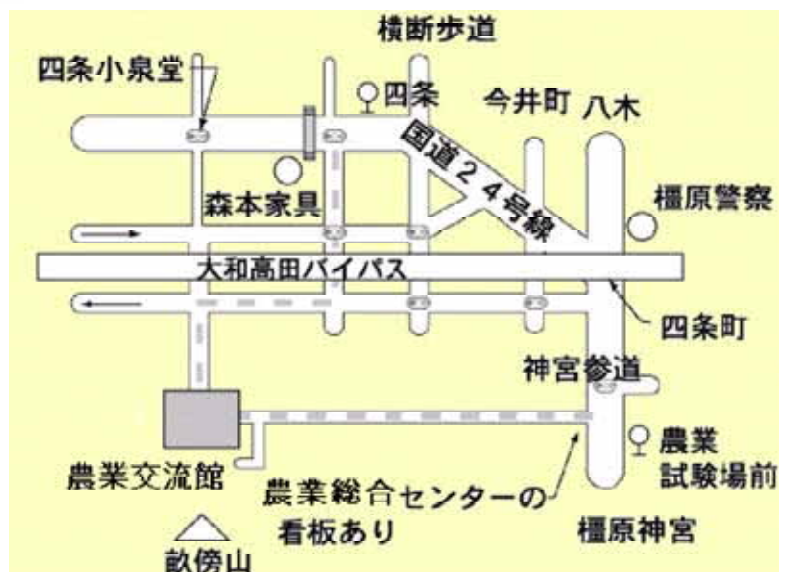 横断歩道
四条小泉堂
四条
今井町
八木
国道24号線
森本家具
橿原警察
大和高田バイパス
四条町
神宮参道
農業交流館
農業総合センターの
看板あり
農業
試験場前
橿原神宮
畝傍山